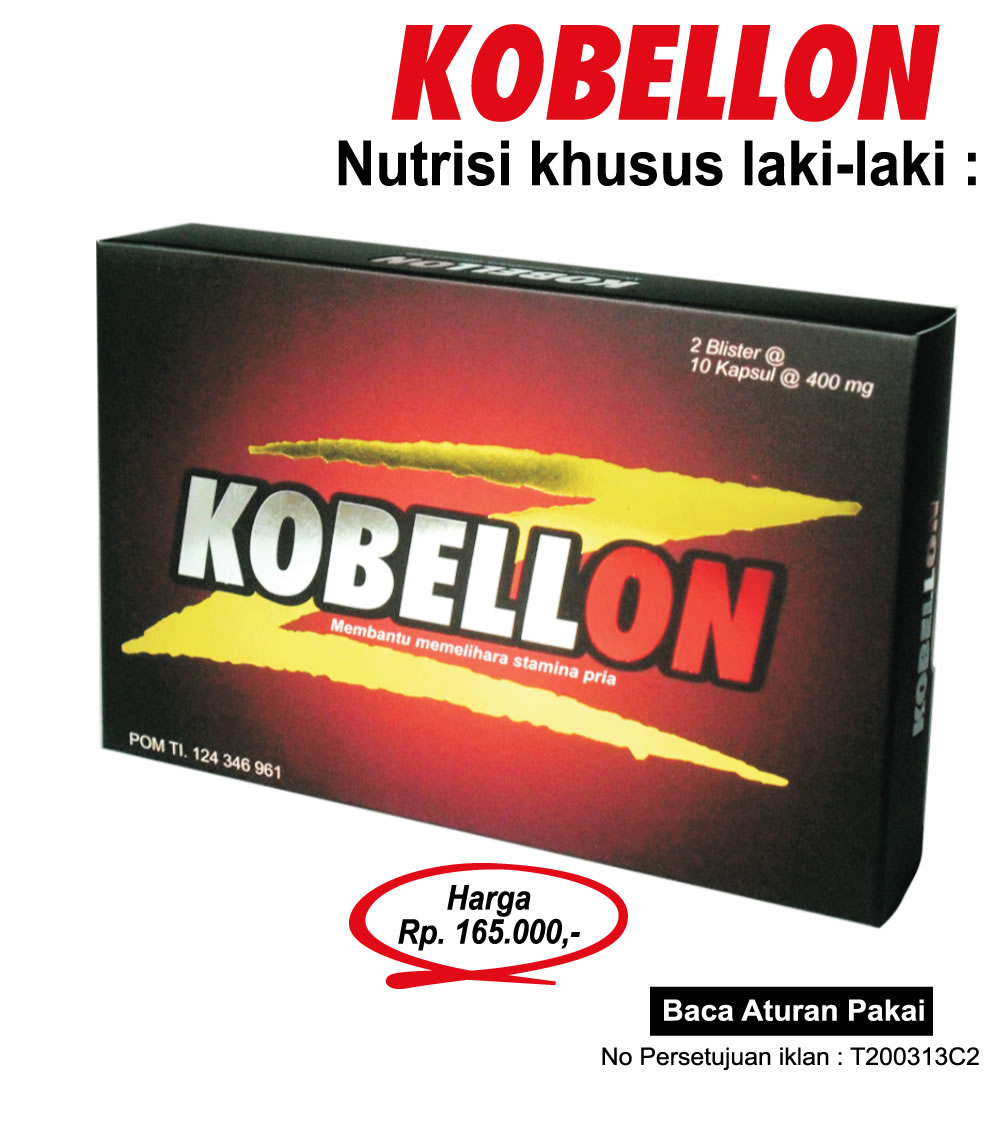 KOBELLON
Nutrisi khusus laki-laki :
KOBELLON
2 Blister @
10 Kapsul @ 400 mg
KOBELLON
Membantu memelihara stamina pria
KOBELLON
POM TI. 124 346 961
Harga
Rp. 165.000,-
Baca Aturan Pakai
No Persetujuan iklan : T200313C2